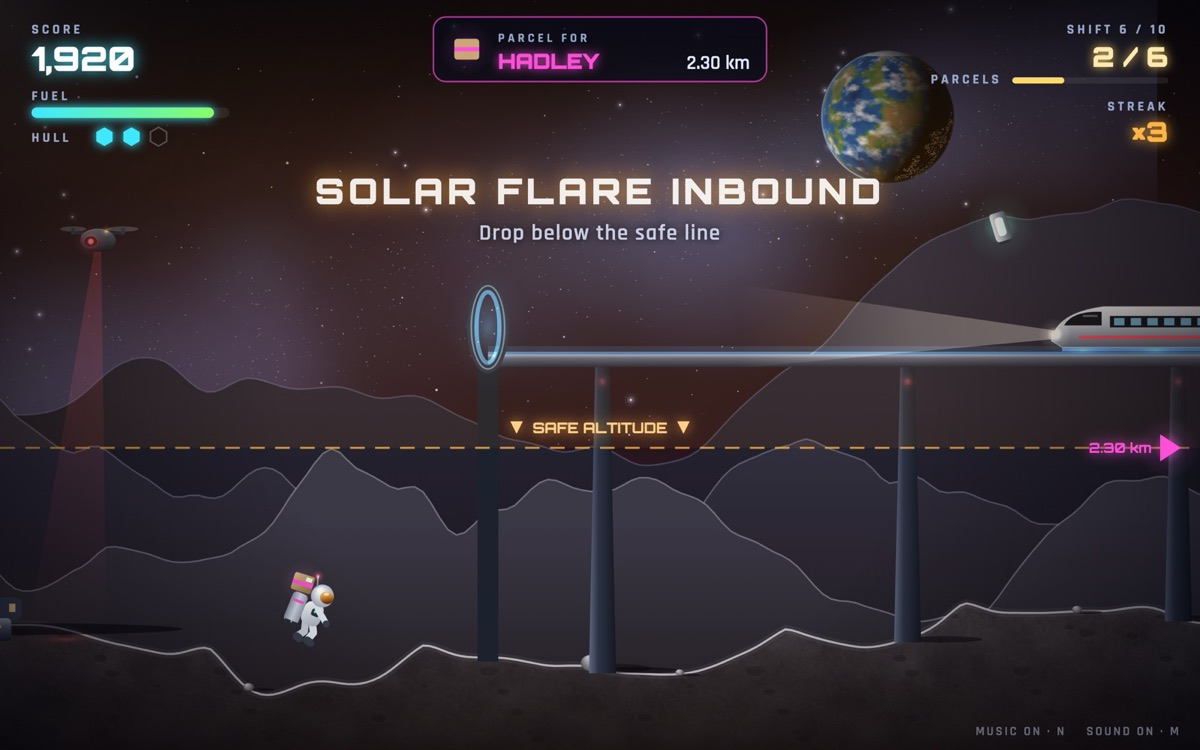 SCORE
1,920
FUEL
HULL
PARCEL FOR
HADLEY
2.30 km
SHIFT 6 / 10
2 / 6
PARCELS
STREAK
x3
SOLAR FLARE INBOUND
Drop below the safe line
▼ SAFE ALTITUDE ▼
2.30 km
MUSIC ON · N SOUND ON · M